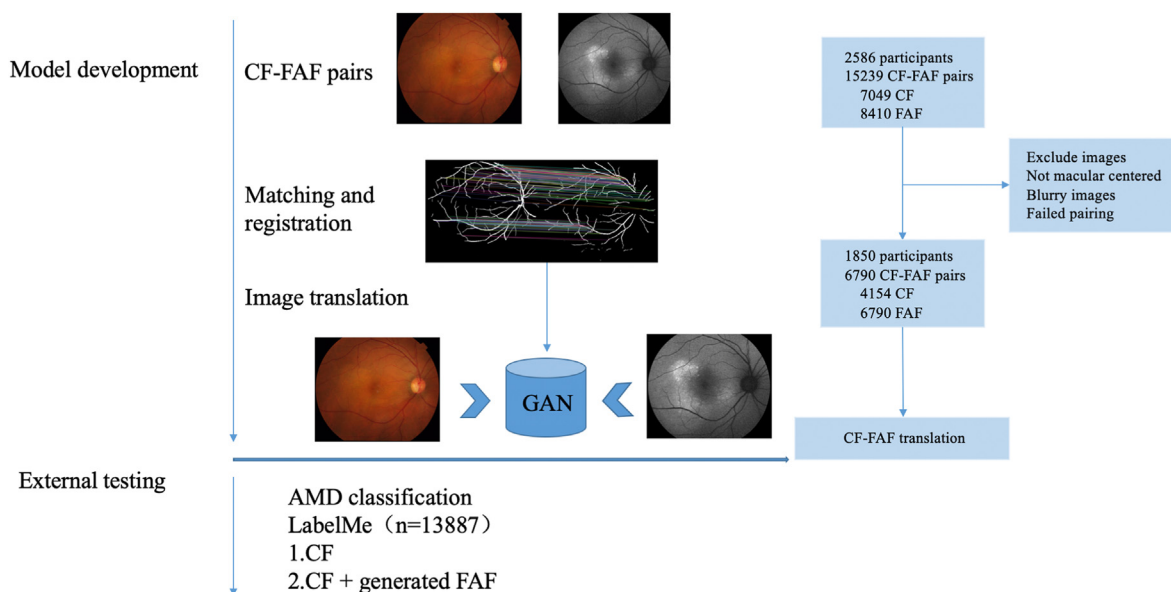 Model development
CF-FAF pairs
Matching and
registration
Image translation
GAN
2586 participants
15239 CF-FAF pairs
7049 CF
8410 FAF
Exclude images
Not macular centered
Blurry images
Failed pairing
1850 participants
6790 CF-FAF pairs
4154 CF
6790 FAF
CF-FAF translation
External testing
AMD classification
LabelMe（n=13887）
1.CF
2.CF + generated FAF